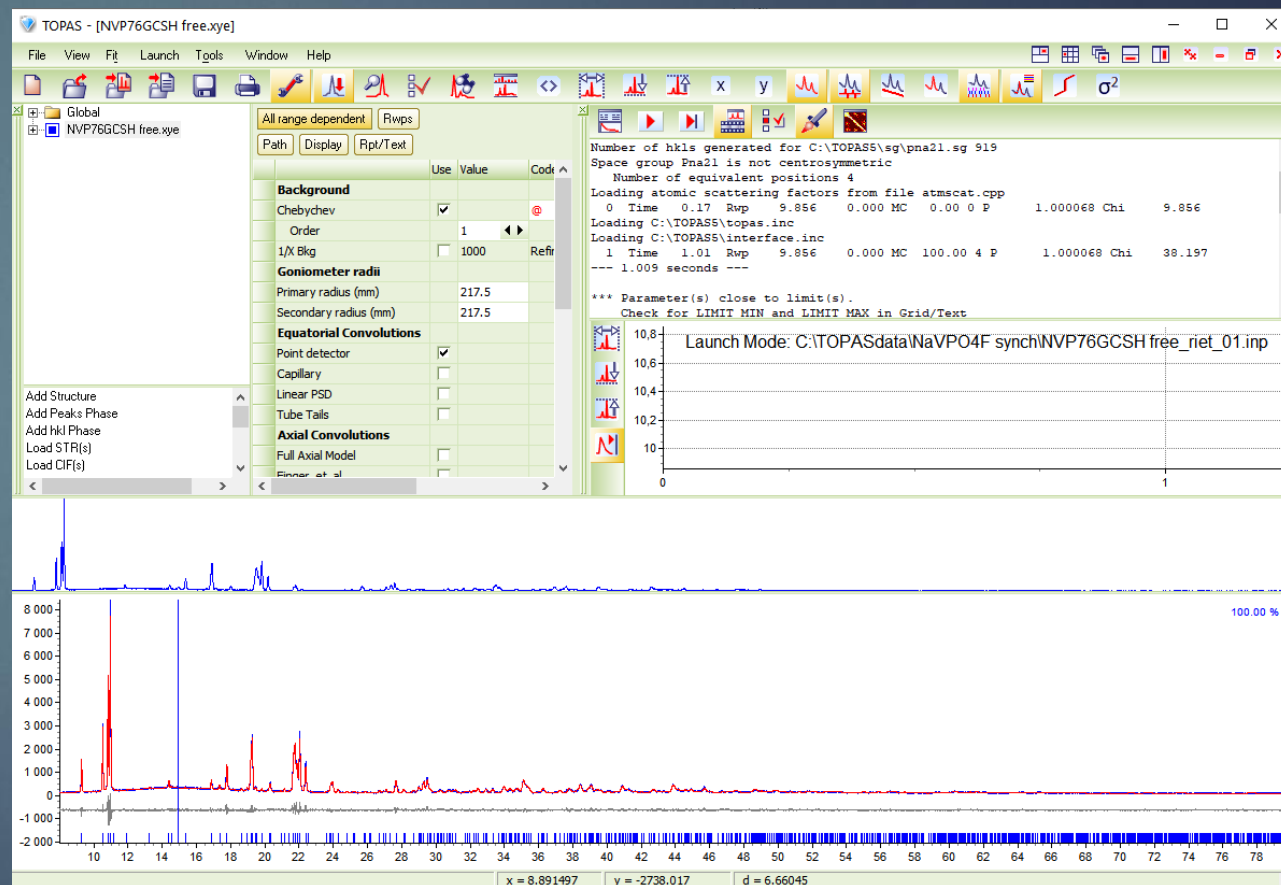 TOPAS - [NVP76GCSH free.xye]
File View Fit Launch Tools Window Help
x y σ²
Global
NVP76GCSH free.xye
Add Structure
Add Peaks Phase
Add hkl Phase
Load STR(s)
Load CIF(s)
All range dependent Rwps
Path Display Rpt/Text
Use Value Code
Background
Chebychev @
Order 1
1/X Bkg 1000 Refir
Goniometer radii
Primary radius (mm) 217.5
Secondary radius (mm) 217.5
Equatorial Convolutions
Point detector
Capillary
Linear PSD
Tube Tails
Axial Convolutions
Full Axial Model
Finger et al
Number of hkls generated for C:\TOPAS5\sg\pna21.sg 919
Space group Pna21 is not centrosymmetric
Number of equivalent positions 4
Loading atomic scattering factors from file atmscat.cpp
0 Time 0.17 Rwp 9.856 0.000 MC 0.00 0 P 1.000068 Chi 9.856
Loading C:\TOPAS5\topas.inc
Loading C:\TOPAS5\interface.inc
1 Time 1.01 Rwp 9.856 0.000 MC 100.00 4 P 1.000068 Chi 38.197
--- 1.009 seconds ---
*** Parameter(s) close to limit(s).
Check for LIMIT MIN and LIMIT MAX in Grid/Text
Launch Mode: C:\TOPASdata\NaVPO4F synch\NVP76GCSH free_riet_01.inp
10,8
10,6
10,4
10,2
10
0 1
100.00 %
8 000
7 000
6 000
5 000
4 000
3 000
2 000
1 000
0
-1 000
-2 000
10 12 14 16 18 20 22 24 26 28 30 32 34 36 38 40 42 44 46 48 50 52 54 56 58 60 62 64 66 68 70 72 74 76 78
x = 8.891497 y = -2738.017 d = 6.66045